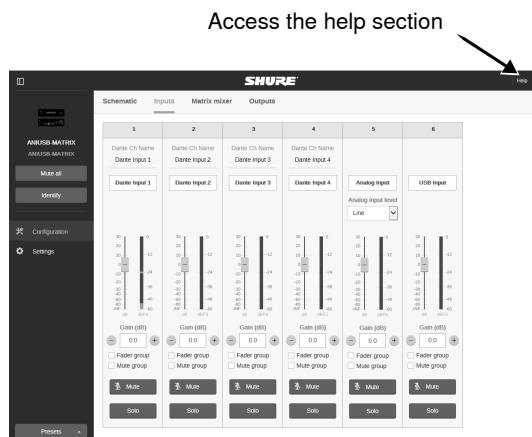 Access the help section
SHURE
Help
Schematic Inputs Matrix mixer Outputs
ANIUSB-MATRIX
ANIUSB-MATRIX
Mute all
Identify
Configuration
Settings
Presets
1 2 3 4 5 6
Dante Ch Name Dante Ch Name Dante Ch Name Dante Ch Name
Dante Input 1 Dante Input 2 Dante Input 3 Dante Input 4
Dante Input 1 Dante Input 2 Dante Input 3 Dante Input 4 Analog Input USB Input
Analog input level
Line
Gain (dB) Gain (dB) Gain (dB) Gain (dB) Gain (dB) Gain (dB)
0.0 0.0 0.0 0.0 0.0 0.0
Fader group Fader group Fader group Fader group Fader group Fader group
Mute group Mute group Mute group Mute group Mute group Mute group
Mute Mute Mute Mute Mute Mute
Solo Solo Solo Solo Solo Solo